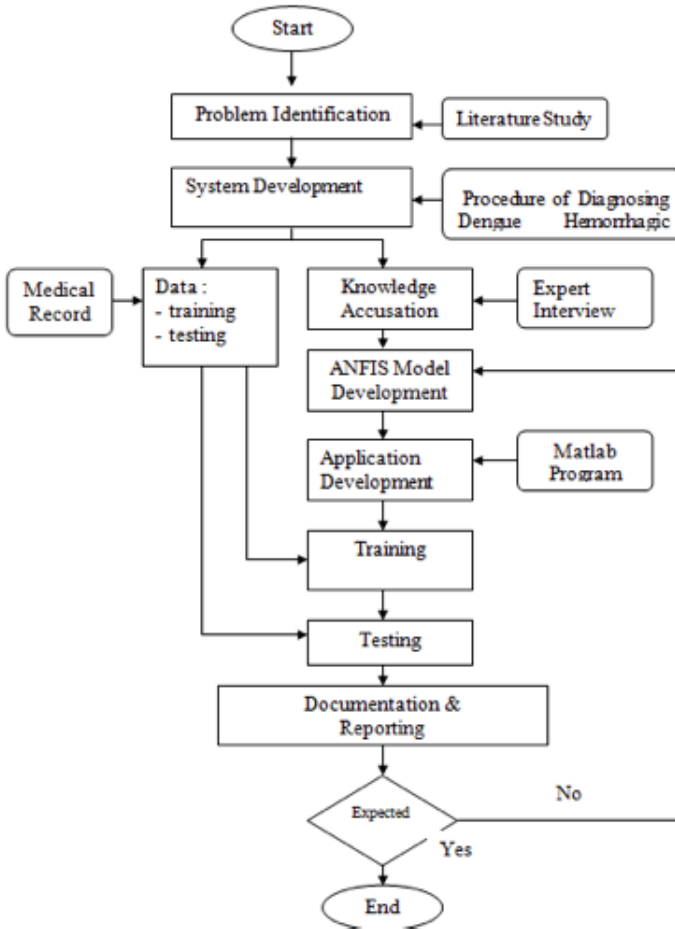 Start
Problem Identification
Literature Study
System Development
Procedure of Diagnosing
Dengue Hemorrhagic
Medical
Record
Data :
- training
- testing
Knowledge
Accusation
Expert
Interview
ANFIS Model
Development
Application
Development
Matlab
Program
Training
Testing
Documentation &
Reporting
Expected
No
Yes
End